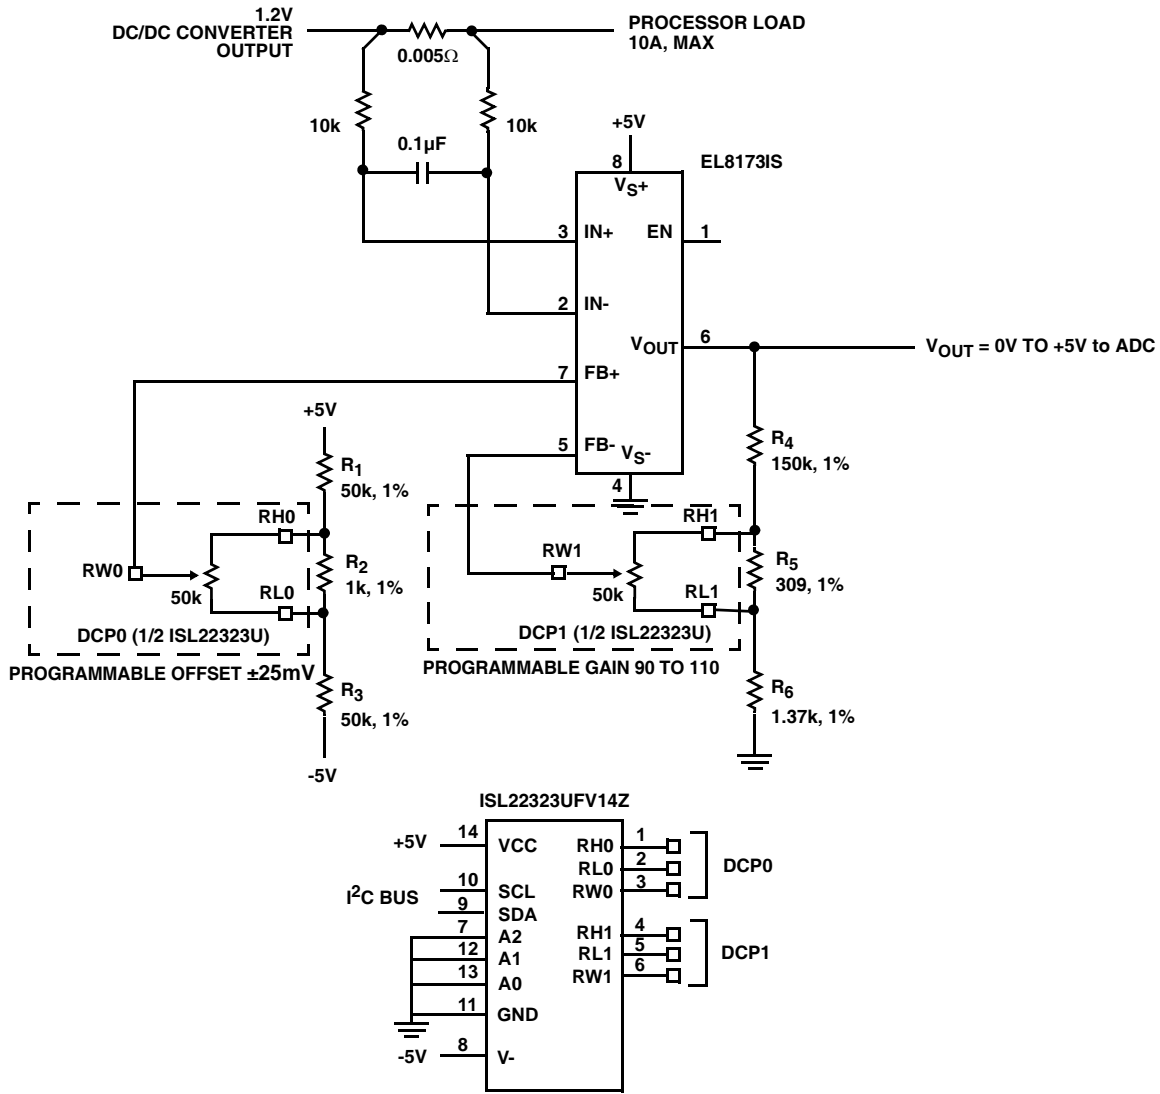 1.2V
DC/DC CONVERTER
OUTPUT
0.005Ω
PROCESSOR LOAD
10A, MAX
10k
10k
0.1µF
+5V
8
VS+
EL8173IS
3
IN+
EN
1
2
IN-
VOUT
6
VOUT = 0V TO +5V to ADC
7
FB+
5
FB-
VS-
4
+5V
R1
50k, 1%
R4
150k, 1%
RH0
RW0
50k
RL0
R2
1k, 1%
DCP0 (1/2 ISL22323U)
PROGRAMMABLE OFFSET ±25mV
R3
50k, 1%
-5V
RH1
RW1
50k
RL1
R5
309, 1%
DCP1 (1/2 ISL22323U)
PROGRAMMABLE GAIN 90 TO 110
R6
1.37k, 1%
ISL22323UFV14Z
+5V
14
VCC
RH0
1
RL0
2
RW0
3
DCP0
I2C BUS
10
SCL
9
SDA
7
A2
12
A1
13
A0
11
GND
-5V
8
V-
RH1
4
RL1
5
RW1
6
DCP1